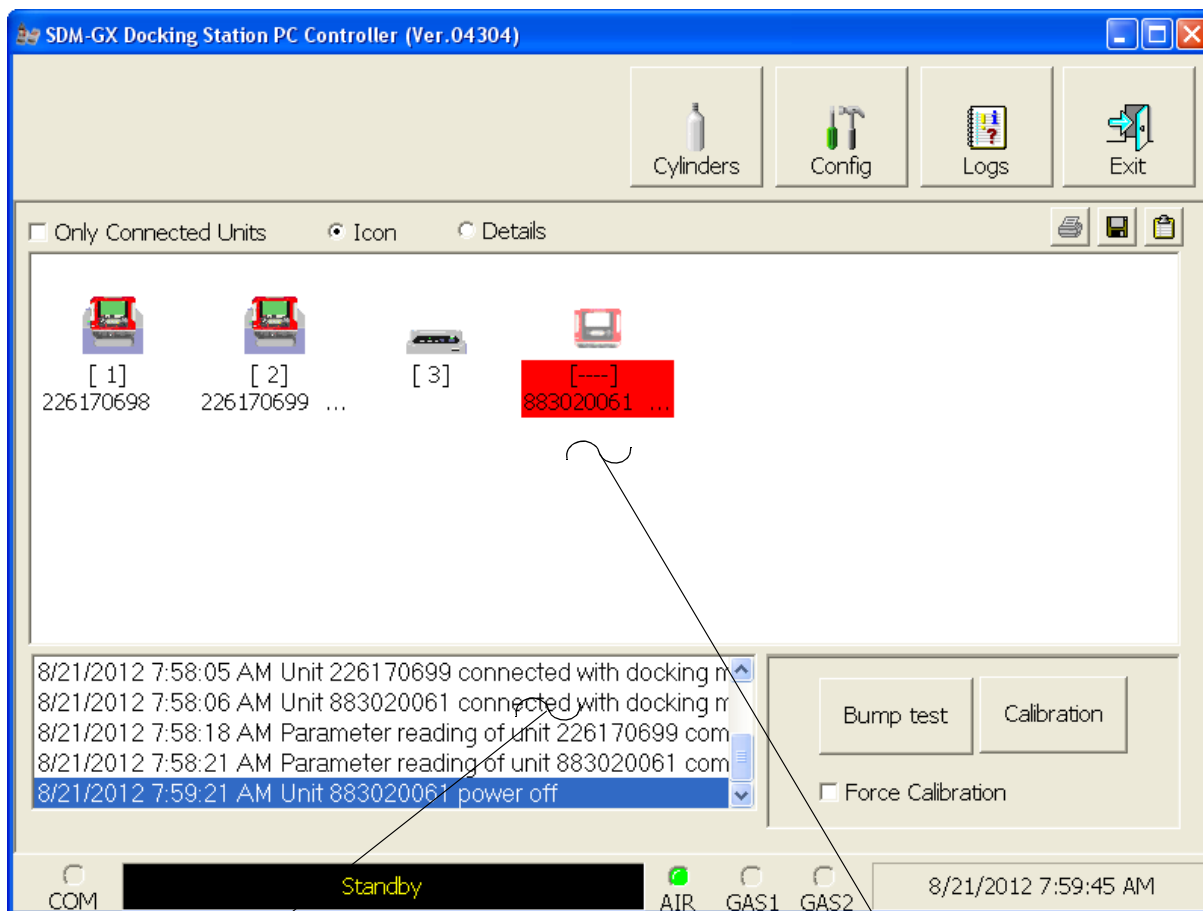 SDM-GX Docking Station PC Controller (Ver.04304)
Cylinders Config Logs Exit
Only Connected Units Icon Details
[ 1] [ 2] [ 3] [----]
226170698 226170699 ... 883020061 ...
8/21/2012 7:58:05 AM Unit 226170699 connected with docking m
8/21/2012 7:58:06 AM Unit 883020061 connected with docking m
8/21/2012 7:58:18 AM Parameter reading of unit 226170699 com
8/21/2012 7:58:21 AM Parameter reading of unit 883020061 com
8/21/2012 7:59:21 AM Unit 883020061 power off
Bump test Calibration
Force Calibration
COM Standby AIR GAS1 GAS2 8/21/2012 7:59:45 AM